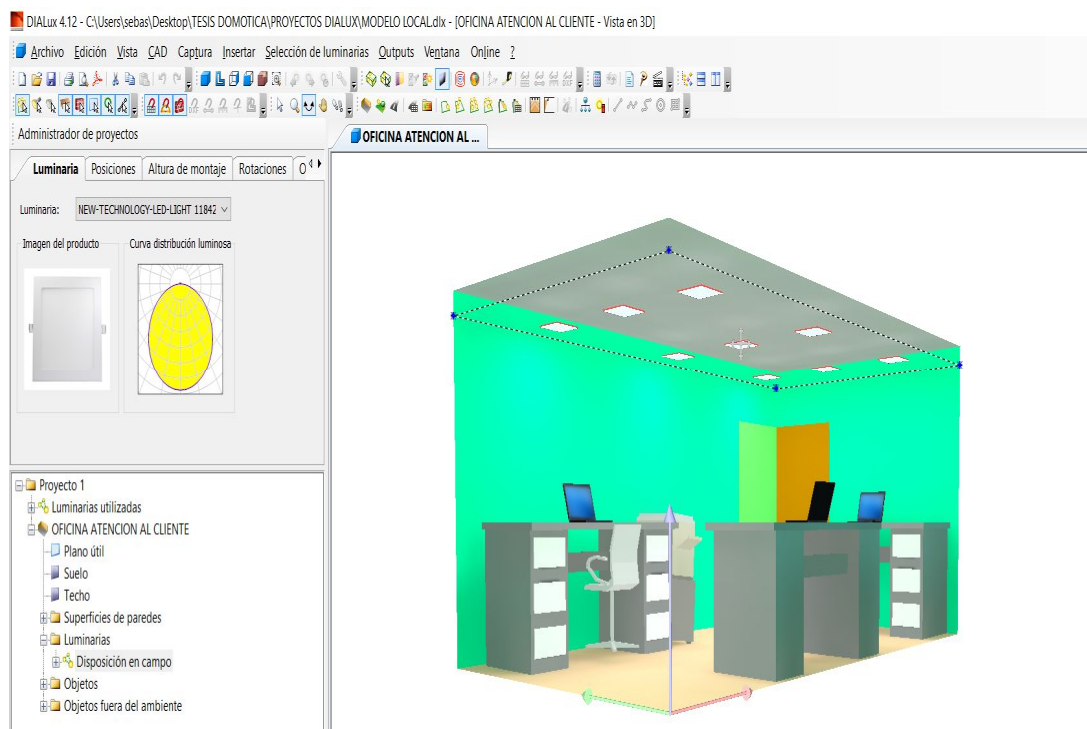 DIALux 4.12 - C:\Users\sebas\Desktop\TESIS DOMOTICA\PROYECTOS DIALUX\MODELO LOCAL.dlx - [OFICINA ATENCION AL CLIENTE - Vista en 3D]
Archivo Edición Vista CAD Captura Insertar Selección de luminarias Outputs Ventana Online ?
Administrador de proyectos
OFICINA ATENCION AL ...
Luminaria Posiciones Altura de montaje Rotaciones O
Luminaria: NEW-TECHNOLOGY-LED-LIGHT 11842
Imagen del producto Curva distribución luminosa
Proyecto 1
Luminarias utilizadas
OFICINA ATENCION AL CLIENTE
Plano útil
Suelo
Techo
Superficies de paredes
Luminarias
Disposición en campo
Objetos
Objetos fuera del ambiente